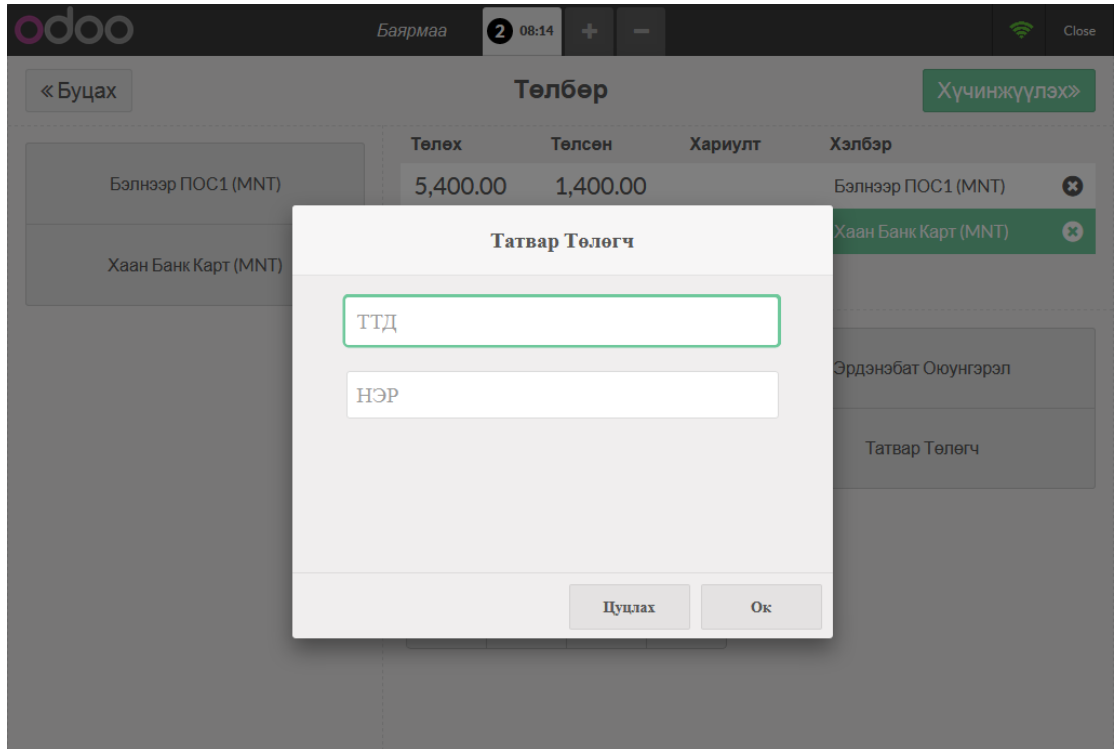 odoo Баярмаа 2 08:14 + − Close
« Буцах Төлбөр Хүчинжүүлэх»
Төлөх Төлсөн Хариулт Хэлбэр
Бэлнээр ПОС1 (MNT) 5,400.00 1,400.00 Бэлнээр ПОС1 (MNT)
Хаан Банк Карт (MNT)
Хаан Банк Карт (MNT)
Татвар Төлөгч
ТТД
НЭР
Эрдэнэбат Оюунгэрэл
Татвар Төлөгч
Цуцлах Ок